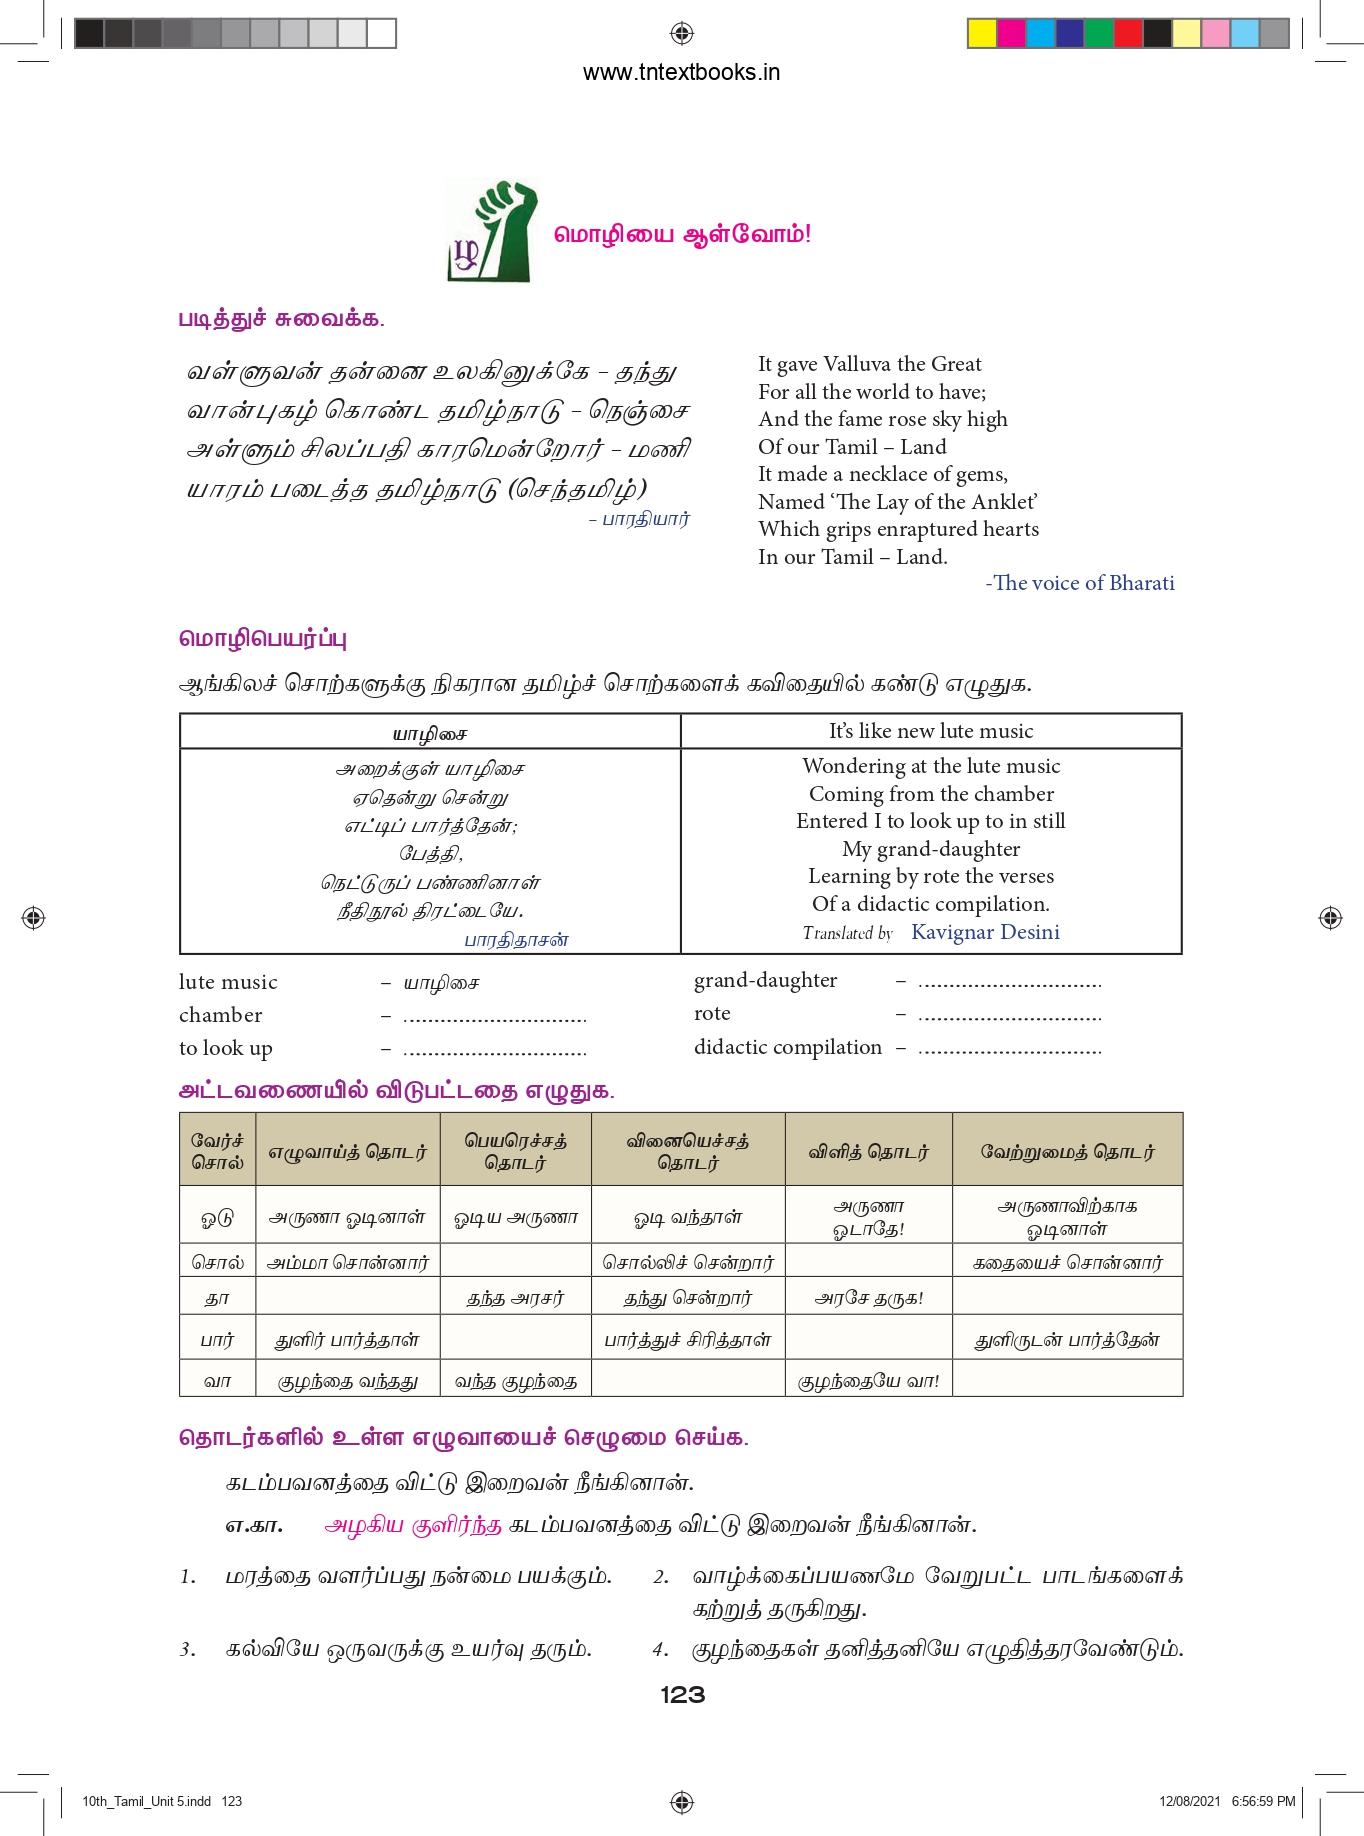 www.tntextbooks.in
ழ
மொழியை ஆள்வோம்!
படித்துச் சுவைக்க.
வள்ளுவன் தன்னை உலகினுக்கே – தந்து
வான்புகழ் கொண்ட தமிழ்நாடு – நெஞ்சை
அள்ளும் சிலப்பதி காரமென்றோர் – மணி
யாரம் படைத்த தமிழ்நாடு (செந்தமிழ்)
– பாரதியார்
It gave Valluva the Great
For all the world to have;
And the fame rose sky high
Of our Tamil – Land
It made a necklace of gems,
Named ‘The Lay of the Anklet’
Which grips enraptured hearts
In our Tamil – Land.
-The voice of Bharati
மொழிபெயர்ப்பு
ஆங்கிலச் சொற்களுக்கு நிகரான தமிழ்ச் சொற்களைக் கவிதையில் கண்டு எழுதுக.
யாழிசை
அறைக்குள் யாழிசை
ஏதென்று சென்று
எட்டிப் பார்த்தேன்;
பேத்தி,
நெட்டுருப் பண்ணினாள்
நீதிநூல் திரட்டையே.
பாரதிதாசன்
It’s like new lute music
Wondering at the lute music
Coming from the chamber
Entered I to look up to in still
My grand-daughter
Learning by rote the verses
Of a didactic compilation.
Translated by Kavignar Desini
lute music – யாழிசை
chamber – ..............................
to look up – ..............................
grand-daughter – ..............................
rote – ..............................
didactic compilation – ..............................
அட்டவணையில் விடுபட்டதை எழுதுக.
வேர்ச் சொல் எழுவாய்த் தொடர் பெயரெச்சத் தொடர் வினையெச்சத் தொடர் விளித் தொடர் வேற்றுமைத் தொடர்
ஓடு அருணா ஓடினாள் ஓடிய அருணா ஓடி வந்தாள் அருணா ஓடாதே! அருணாவிற்காக ஓடினாள்
சொல் அம்மா சொன்னார் சொல்லிச் சென்றார் கதையைச் சொன்னார்
தா தந்த அரசர் தந்து சென்றார் அரசே தருக!
பார் துளிர் பார்த்தாள் பார்த்துச் சிரித்தாள் துளிருடன் பார்த்தேன்
வா குழந்தை வந்தது வந்த குழந்தை குழந்தையே வா!
தொடர்களில் உள்ள எழுவாயைச் செழுமை செய்க.
கடம்பவனத்தை விட்டு இறைவன் நீங்கினான்.
எ.கா. அழகிய குளிர்ந்த கடம்பவனத்தை விட்டு இறைவன் நீங்கினான்.
1. மரத்தை வளர்ப்பது நன்மை பயக்கும்.
2. வாழ்க்கைப்பயணமே வேறுபட்ட பாடங்களைக்
கற்றுத் தருகிறது.
3. கல்வியே ஒருவருக்கு உயர்வு தரும்.
4. குழந்தைகள் தனித்தனியே எழுதித்தரவேண்டும்.
123
10th_Tamil_Unit 5.indd 123
12/08/2021 6:56:59 PM